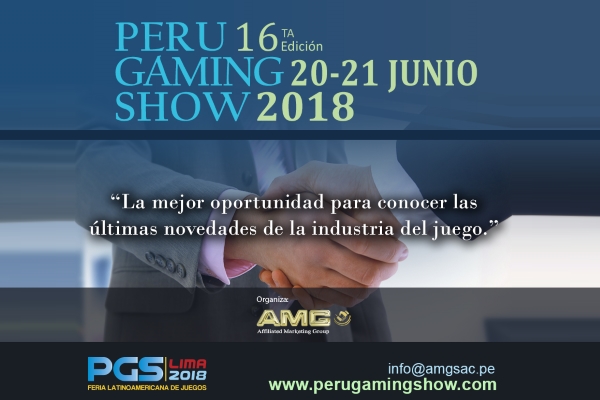 PERU 16TA Edición
GAMING 20-21 JUNIO
SHOW 2018
“La mejor oportunidad para conocer las
últimas novedades de la industria del juego.”
Organiza:
AMG
Affiliated Marketing Group
PGS LIMA 2018
FERIA LATINOAMERICANA DE JUEGOS
info@amgsac.pe
www.perugamingshow.com